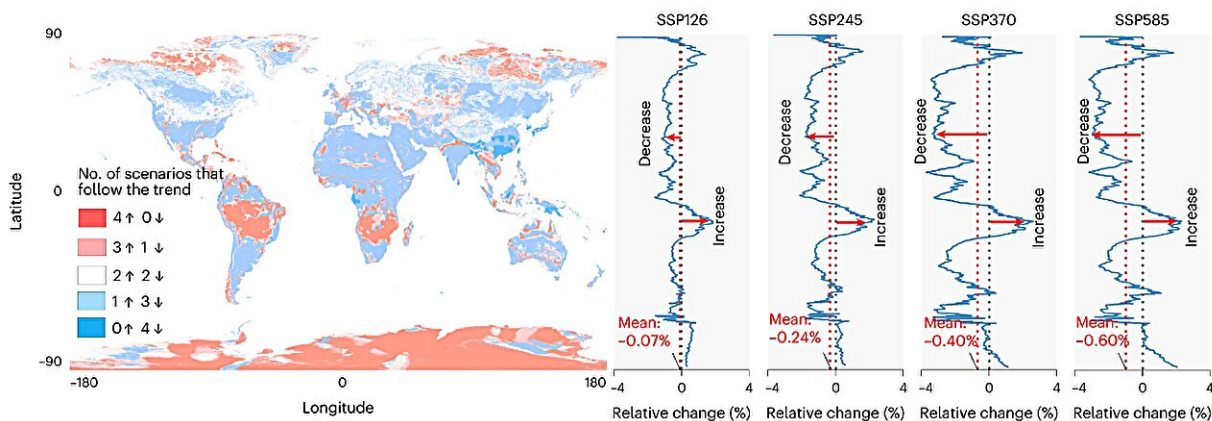 SSP126
SSP245
SSP370
SSP585
90
0
−90
Latitude
−180
0
180
Longitude
No. of scenarios that
follow the trend
4↑ 0↓
3↑ 1↓
2↑ 2↓
1↑ 3↓
0↑ 4↓
Decrease
Increase
Mean:
−0.07%
−4
0
4
Relative change (%)
Decrease
Increase
Mean:
−0.24%
−4
0
4
Relative change (%)
Decrease
Increase
Mean:
−0.40%
−4
0
4
Relative change (%)
Decrease
Increase
Mean:
−0.60%
−4
0
4
Relative change (%)